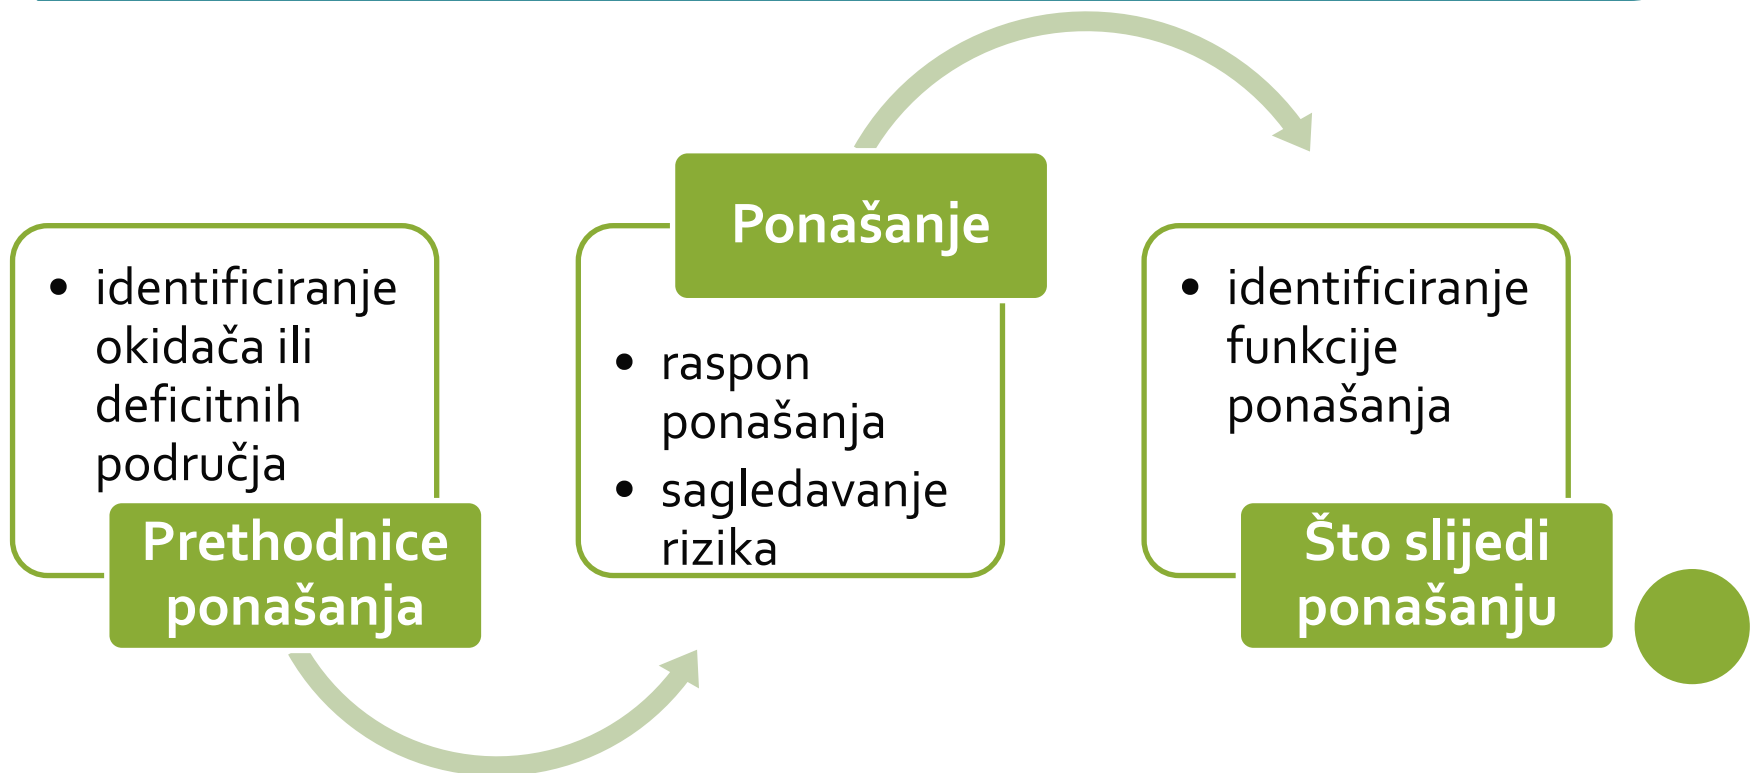 • identificiranje
okidača ili
deficitnih
područja
Prethodnice
ponašanja
Ponašanje
• raspon
ponašanja
• sagledavanje
rizika
• identificiranje
funkcije
ponašanja
Što slijedi
ponašanju